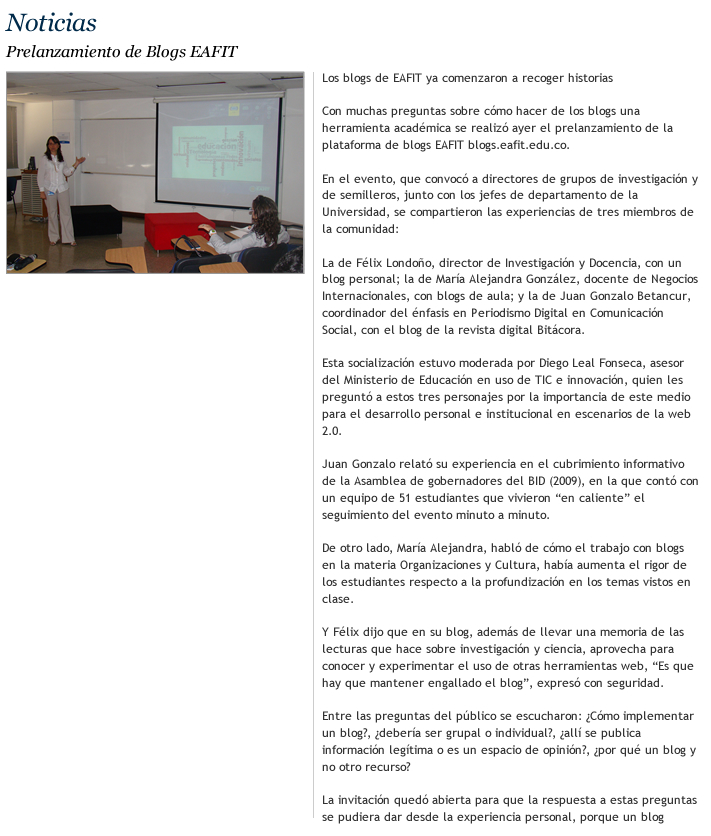 Noticias
Prelanzamiento de Blogs EAFIT
Los blogs de EAFIT ya comenzaron a recoger historias
Con muchas preguntas sobre cómo hacer de los blogs una
herramienta académica se realizó ayer el prelanzamiento de la
plataforma de blogs EAFIT blogs.eafit.edu.co.
En el evento, que convocó a directores de grupos de investigación y
de semilleros, junto con los jefes de departamento de la
Universidad, se compartieron las experiencias de tres miembros de
la comunidad:
La de Félix Londoño, director de Investigación y Docencia, con un
blog personal; la de María Alejandra González, docente de Negocios
Internacionales, con blogs de aula; y la de Juan Gonzalo Betancur,
coordinador del énfasis en Periodismo Digital en Comunicación
Social, con el blog de la revista digital Bitácora.
Esta socialización estuvo moderada por Diego Leal Fonseca, asesor
del Ministerio de Educación en uso de TIC e innovación, quien les
preguntó a estos tres personajes por la importancia de este medio
para el desarrollo personal e institucional en escenarios de la web
2.0.
Juan Gonzalo relató su experiencia en el cubrimiento informativo
de la Asamblea de gobernadores del BID (2009), en la que contó con
un equipo de 51 estudiantes que vivieron “en caliente” el
seguimiento del evento minuto a minuto.
De otro lado, María Alejandra, habló de cómo el trabajo con blogs
en la materia Organizaciones y Cultura, había aumenta el rigor de
los estudiantes respecto a la profundización en los temas vistos en
clase.
Y Félix dijo que en su blog, además de llevar una memoria de las
lecturas que hace sobre investigación y ciencia, aprovecha para
conocer y experimentar el uso de otras herramientas web, “Es que
hay que mantener engallado el blog”, expresó con seguridad.
Entre las preguntas del público se escucharon: ¿Cómo implementar
un blog?, ¿debería ser grupal o individual?, ¿allí se publica
información legítima o es un espacio de opinión?, ¿por qué un blog y
no otro recurso?
La invitación quedó abierta para que la respuesta a estas preguntas
se pudiera dar desde la experiencia personal, porque un blog